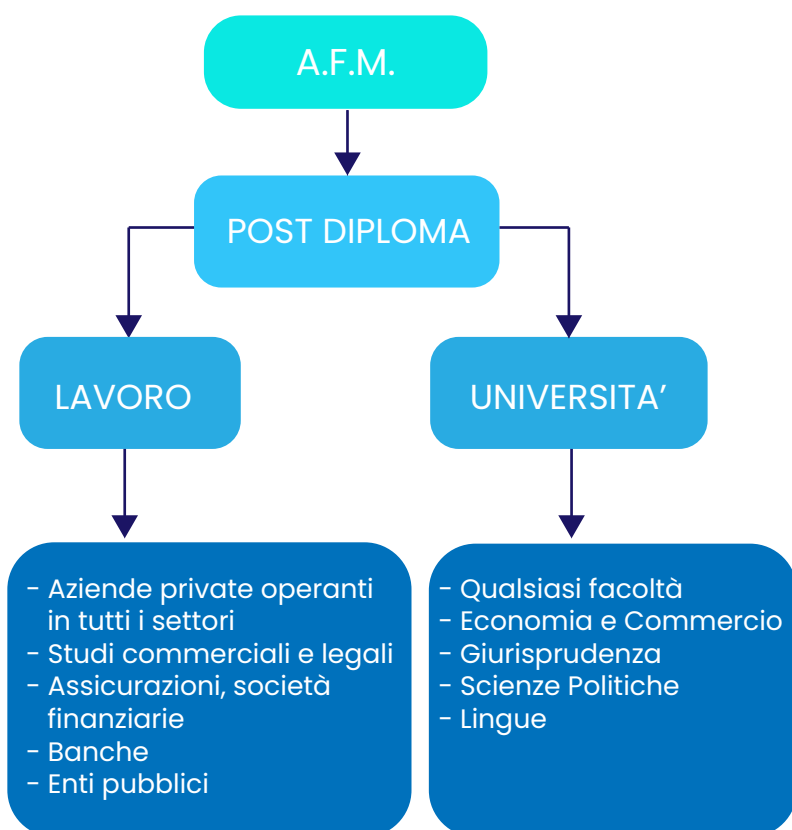 A.F.M.
POST DIPLOMA
LAVORO
UNIVERSITA’
- Aziende private operanti
in tutti i settori
- Studi commerciali e legali
- Assicurazioni, società
finanziarie
- Banche
- Enti pubblici
- Qualsiasi facoltà
- Economia e Commercio
- Giurisprudenza
- Scienze Politiche
- Lingue